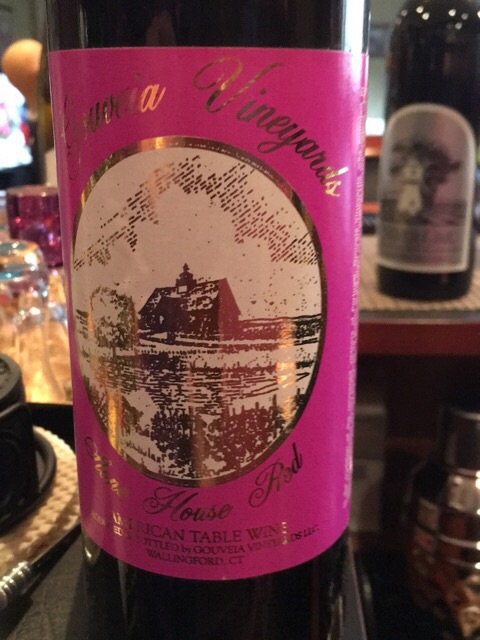 Gouveia Vineyards
House Red
AMERICAN TABLE WINE
BOTTLED by GOUVEIA VINEYARDS LLC.
WALLINGFORD, CT